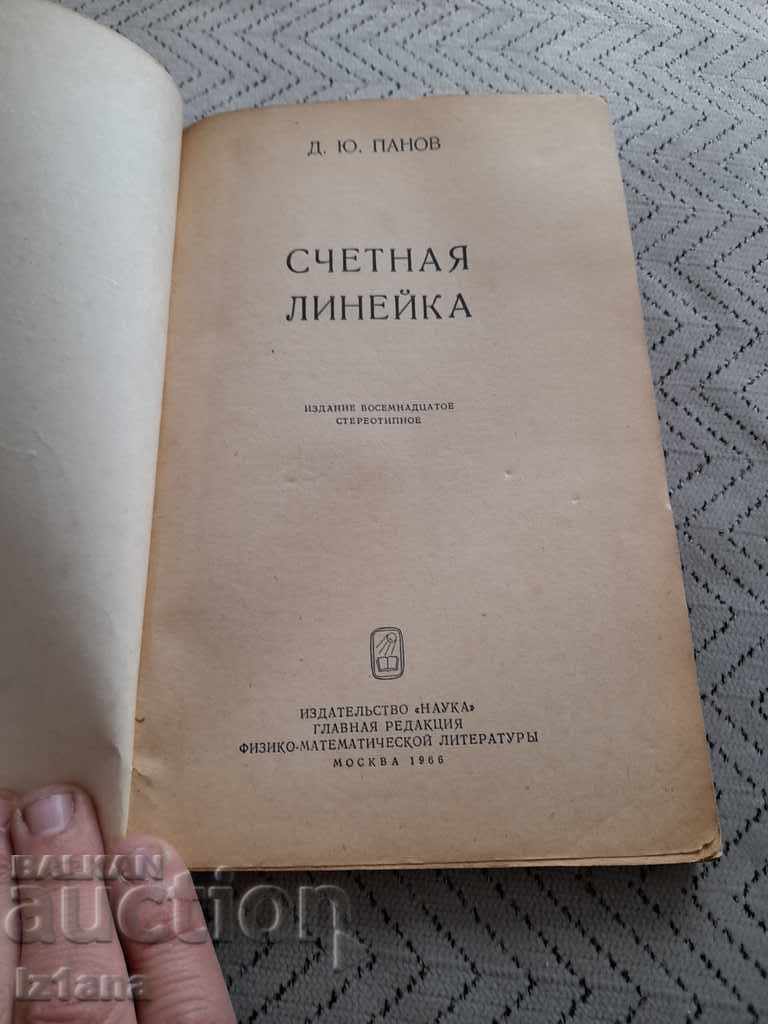 Д. Ю. ПАНОВ
СЧЕТНАЯ
ЛИНЕЙКА
ИЗДАНИЕ ВОСЕМНАДЦАТОЕ
СТЕРЕОТИПНОЕ
ИЗДАТЕЛЬСТВО «НАУКА»
ГЛАВНАЯ РЕДАКЦИЯ
ФИЗИКО-МАТЕМАТИЧЕСКОЙ ЛИТЕРАТУРЫ
МОСКВА 1966
BALKAN
auction
iz1ana